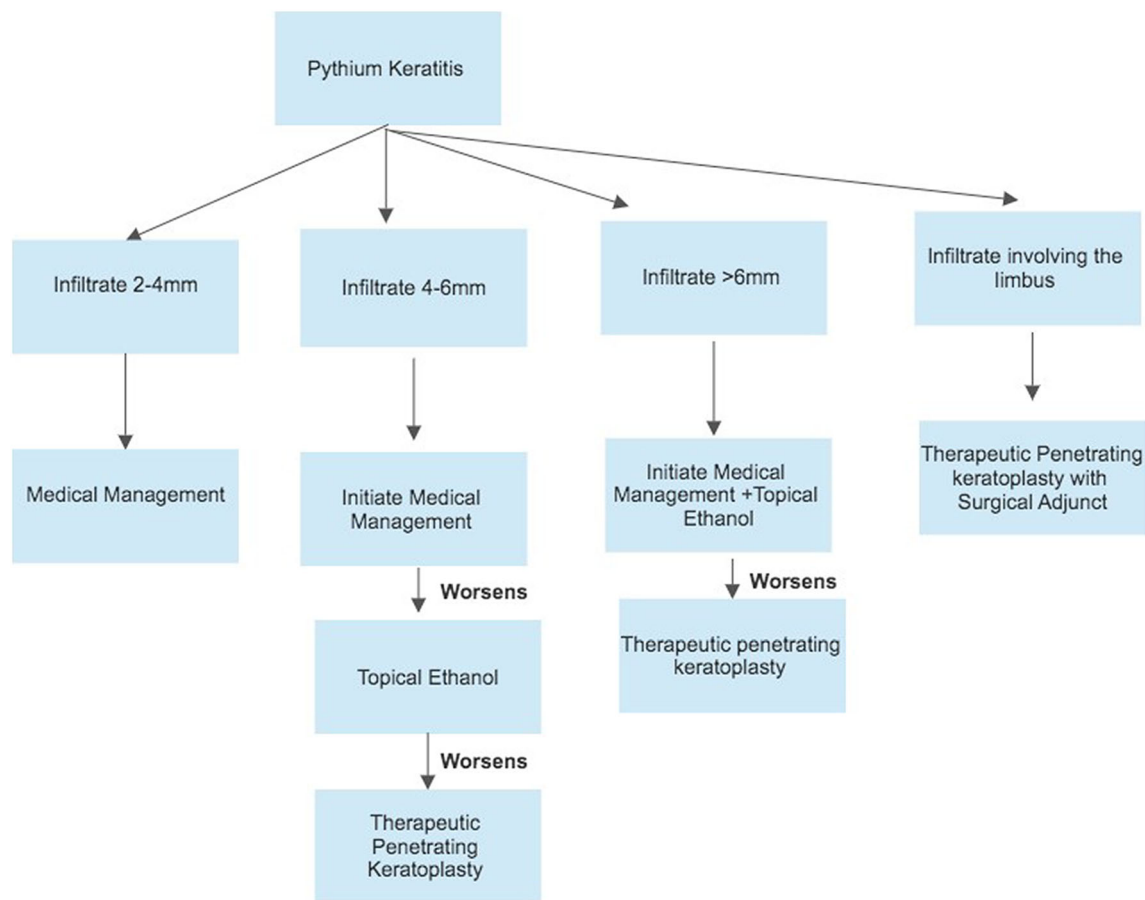 Pythium Keratitis
Infiltrate 2-4mm
Infiltrate 4-6mm
Infiltrate >6mm
Infiltrate involving the
limbus
Medical Management
Initiate Medical
Management
Initiate Medical
Management +Topical
Ethanol
Therapeutic Penetrating
keratoplasty with
Surgical Adjunct
Worsens
Worsens
Topical Ethanol
Therapeutic penetrating
keratoplasty
Worsens
Therapeutic
Penetrating
Keratoplasty